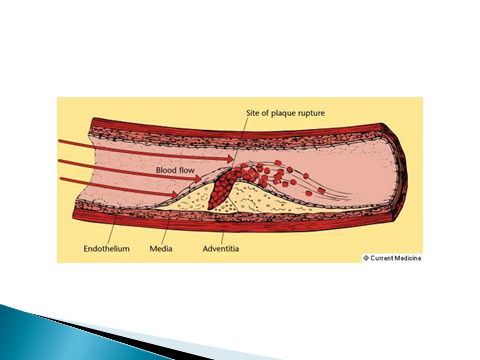 Site of plaque rupture
Blood flow
Endothelium
Media
Adventitia
© Current Medicine